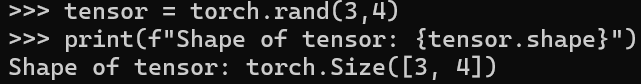 >>> tensor = torch.rand(3,4)
>>> print(f"Shape of tensor: {tensor.shape}")
Shape of tensor: torch.Size([3, 4])